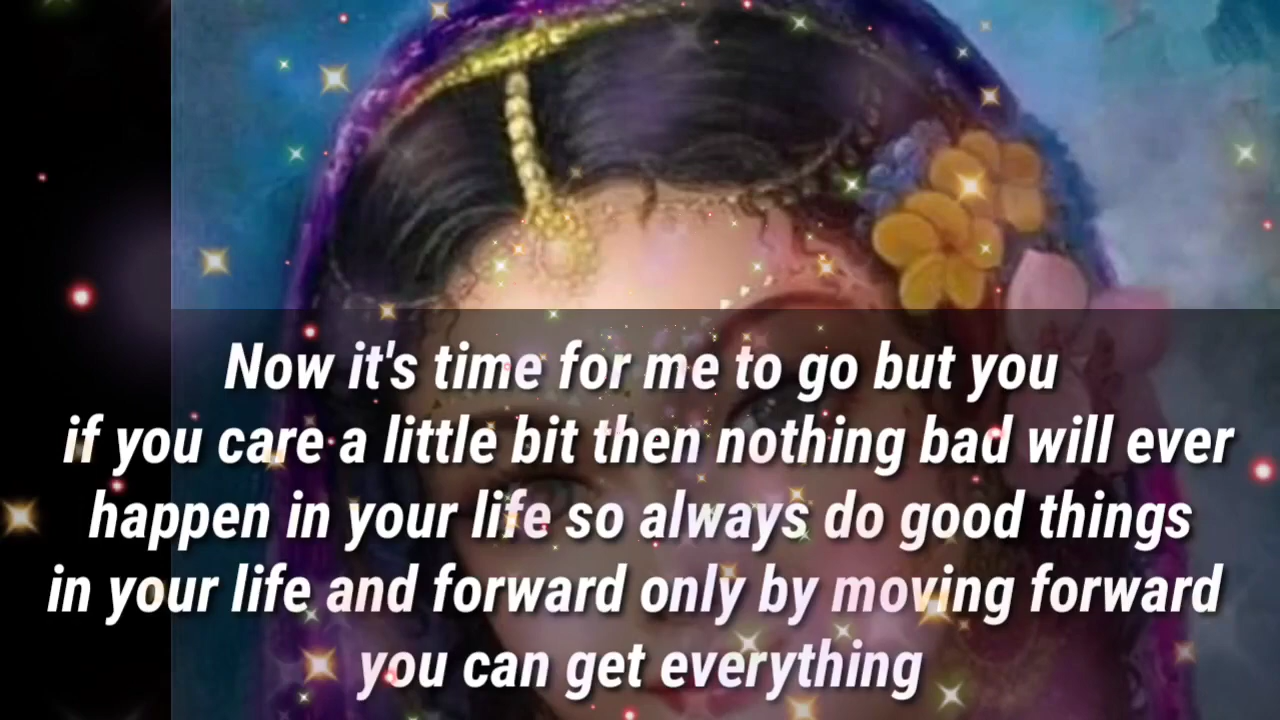 Now it's time for me to go but you
if you care a little bit then nothing bad will ever
happen in your life so always do good things
in your life and forward only by moving forward
you can get everything